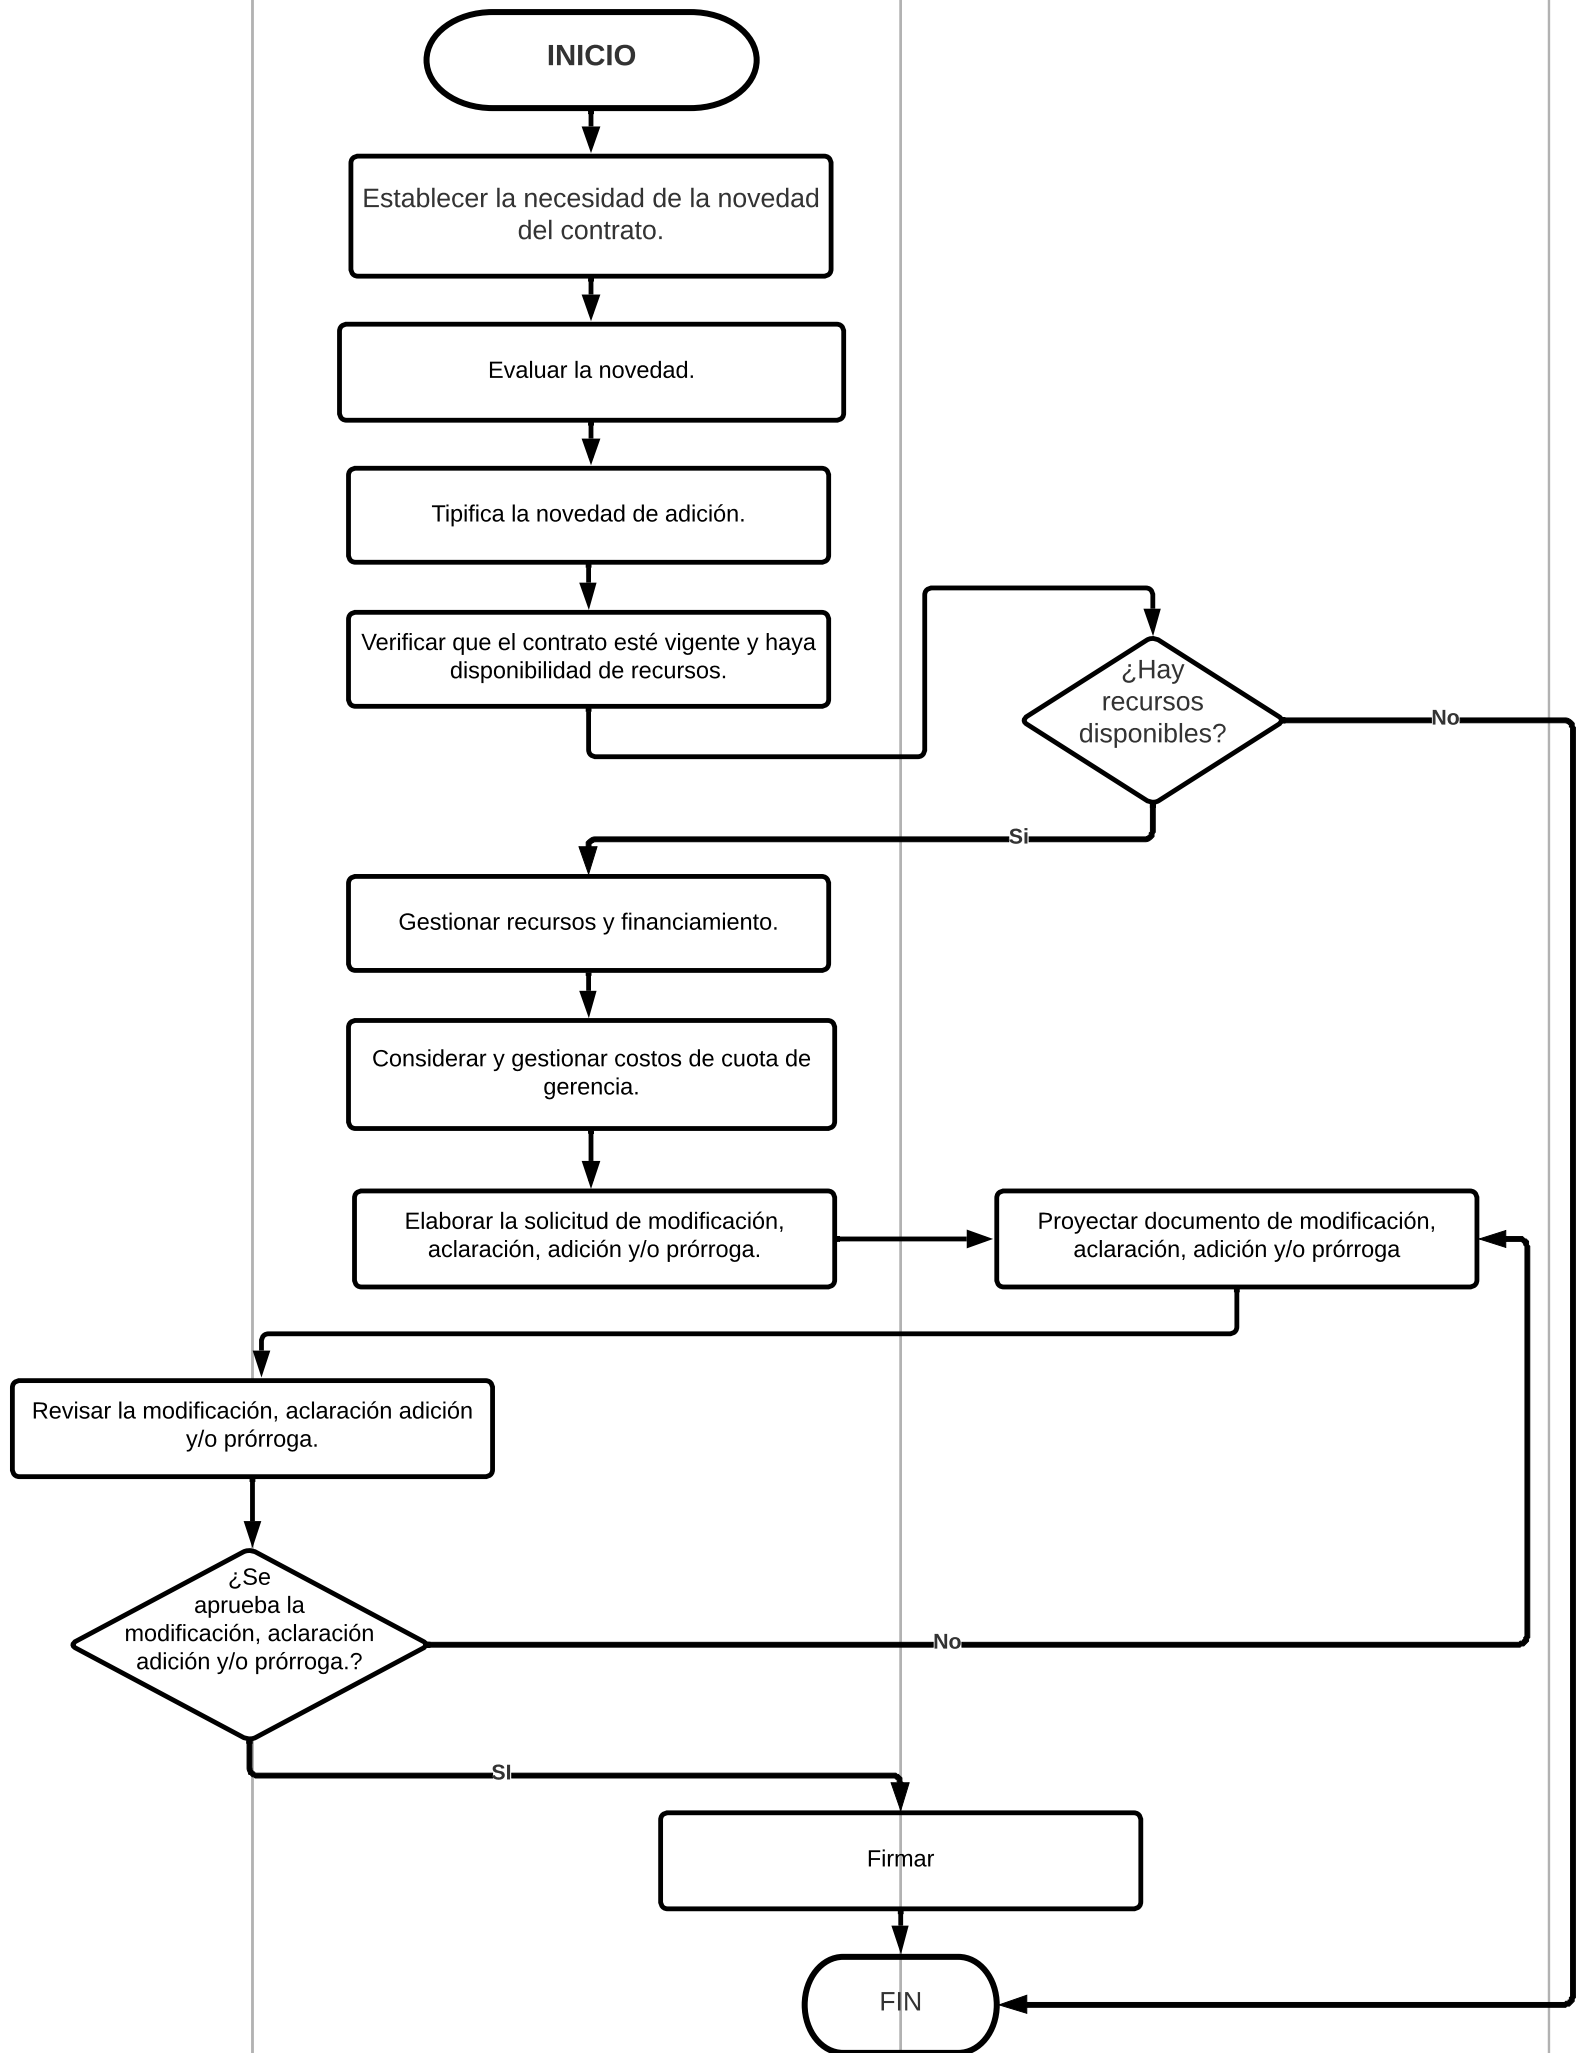 INICIO
Establecer la necesidad de la novedad
del contrato.
Evaluar la novedad.
Tipifica la novedad de adición.
Verificar que el contrato esté vigente y haya
disponibilidad de recursos.
¿Hay
recursos
disponibles?
No
Si
Gestionar recursos y financiamiento.
Considerar y gestionar costos de cuota de
gerencia.
Elaborar la solicitud de modificación,
aclaración, adición y/o prórroga.
Proyectar documento de modificación,
aclaración, adición y/o prórroga
Revisar la modificación, aclaración adición
y/o prórroga.
¿Se
aprueba la
modificación, aclaración
adición y/o prórroga.?
No
SI
Firmar
FIN